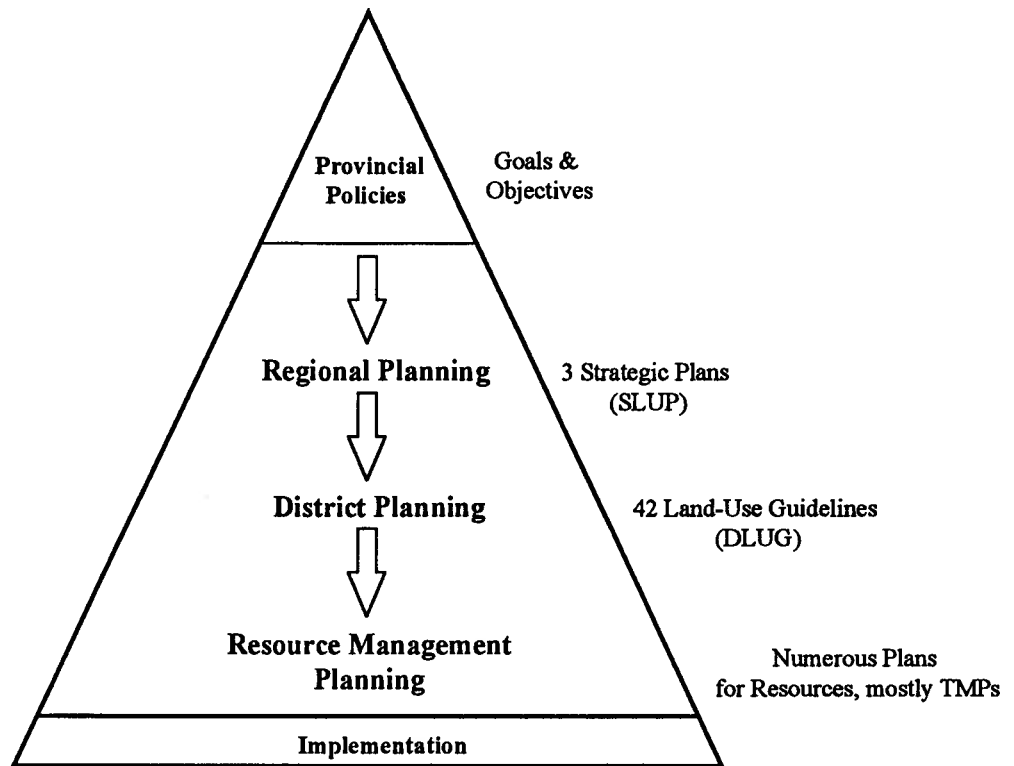 Provincial
Policies
Goals &
Objectives
Regional Planning
3 Strategic Plans
(SLUP)
District Planning
42 Land-Use Guidelines
(DLUG)
Resource Management
Planning
Numerous Plans
for Resources, mostly TMPs
Implementation